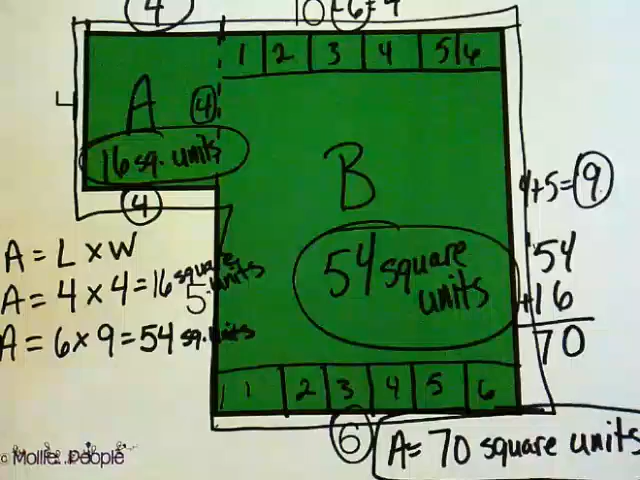 4
10 - 6 = 4
1 2 3 4 5 6
4
A
4
16 sq. units
B
4
4+5=9
A = L x W
A = 4 x 4 = 16 square units
5
A = 6 x 9 = 54 sq. units
54 square
units
54
+16
70
1 2 3 4 5 6
6
A = 70 square units